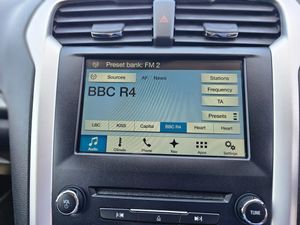 Preset bank: FM 2
Sources AF News Stations
BBC R4
Frequency
TA
Presets
LBC KISS Capital BBC R4 Heart Heart
Audio Climate Phone Nav Apps Settings
VOL TUNE